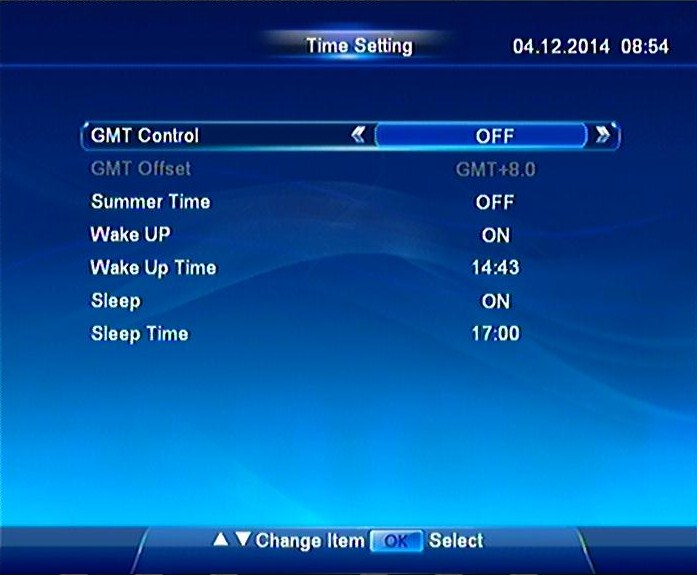 Time Setting 04.12.2014 08:54
GMT Control OFF
GMT Offset GMT+8.0
Summer Time OFF
Wake UP ON
Wake Up Time 14:43
Sleep ON
Sleep Time 17:00
▲▼Change Item OK Select